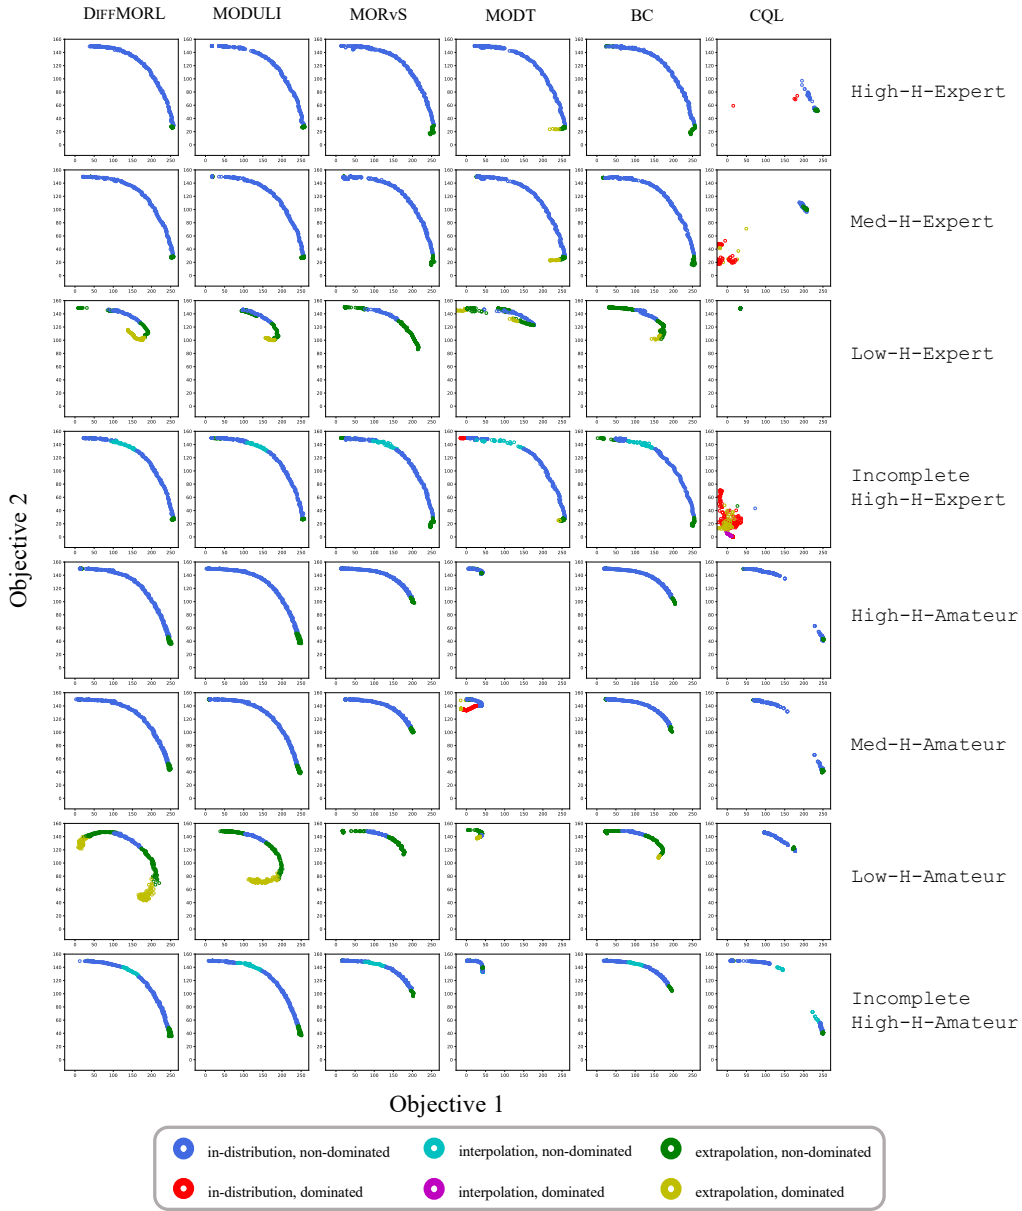 DIFFMORL MODULI MORvS MODT BC CQL
High-H-Expert
Med-H-Expert
Low-H-Expert
Incomplete
High-H-Expert
High-H-Amateur
Med-H-Amateur
Low-H-Amateur
Incomplete
High-H-Amateur
Objective 2
Objective 1
in-distribution, non-dominated interpolation, non-dominated extrapolation, non-dominated
in-distribution, dominated interpolation, dominated extrapolation, dominated